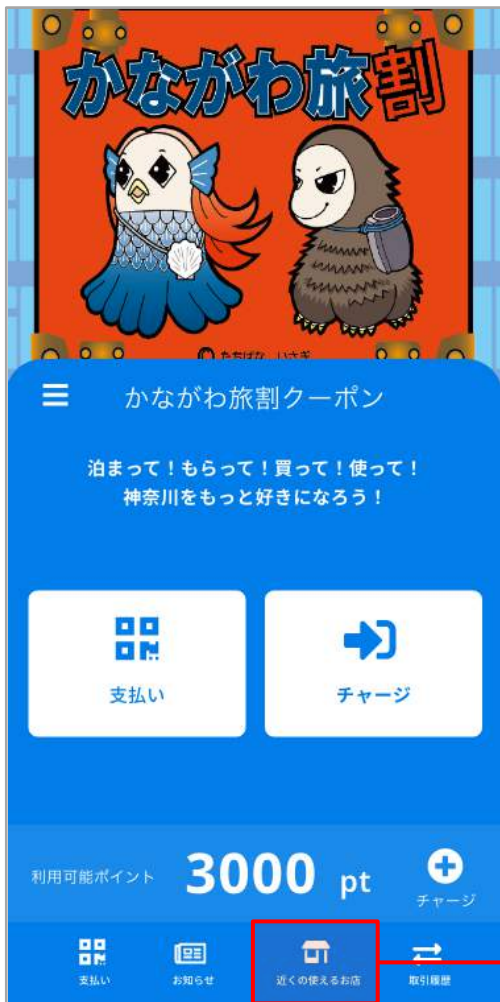 かながわ旅割
たちばな いさぎ
かながわ旅割クーポン
泊まって！もらって！買って！使って！
神奈川をもっと好きになろう！
支払い
チャージ
利用可能ポイント 3000 pt
チャージ
支払い お知らせ 近くの使えるお店 取引履歴